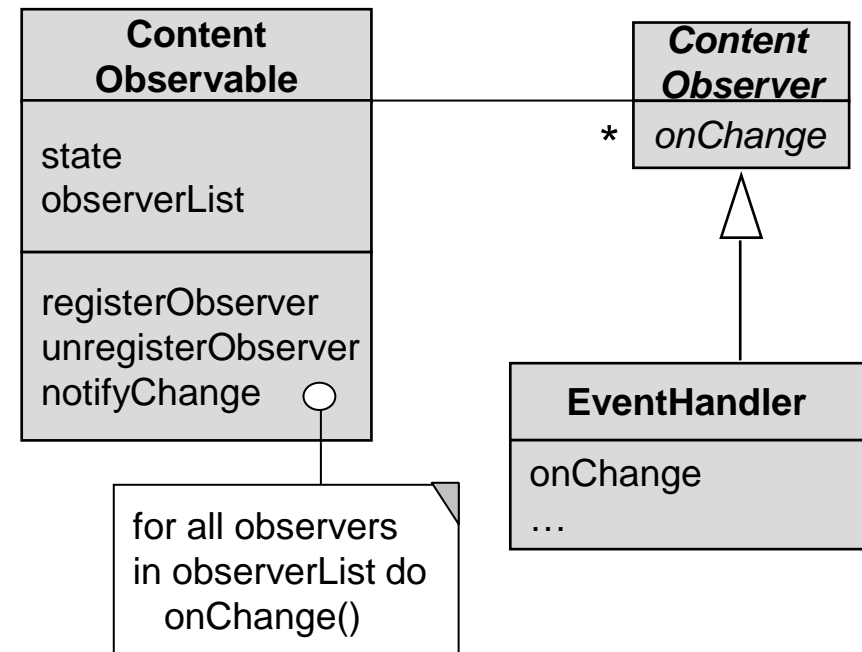 Content
Observable
state
observerList
registerObserver
unregisterObserver
notifyChange
for all observers
in observerList do
onChange()
Content
Observer
*
onChange
EventHandler
onChange
…